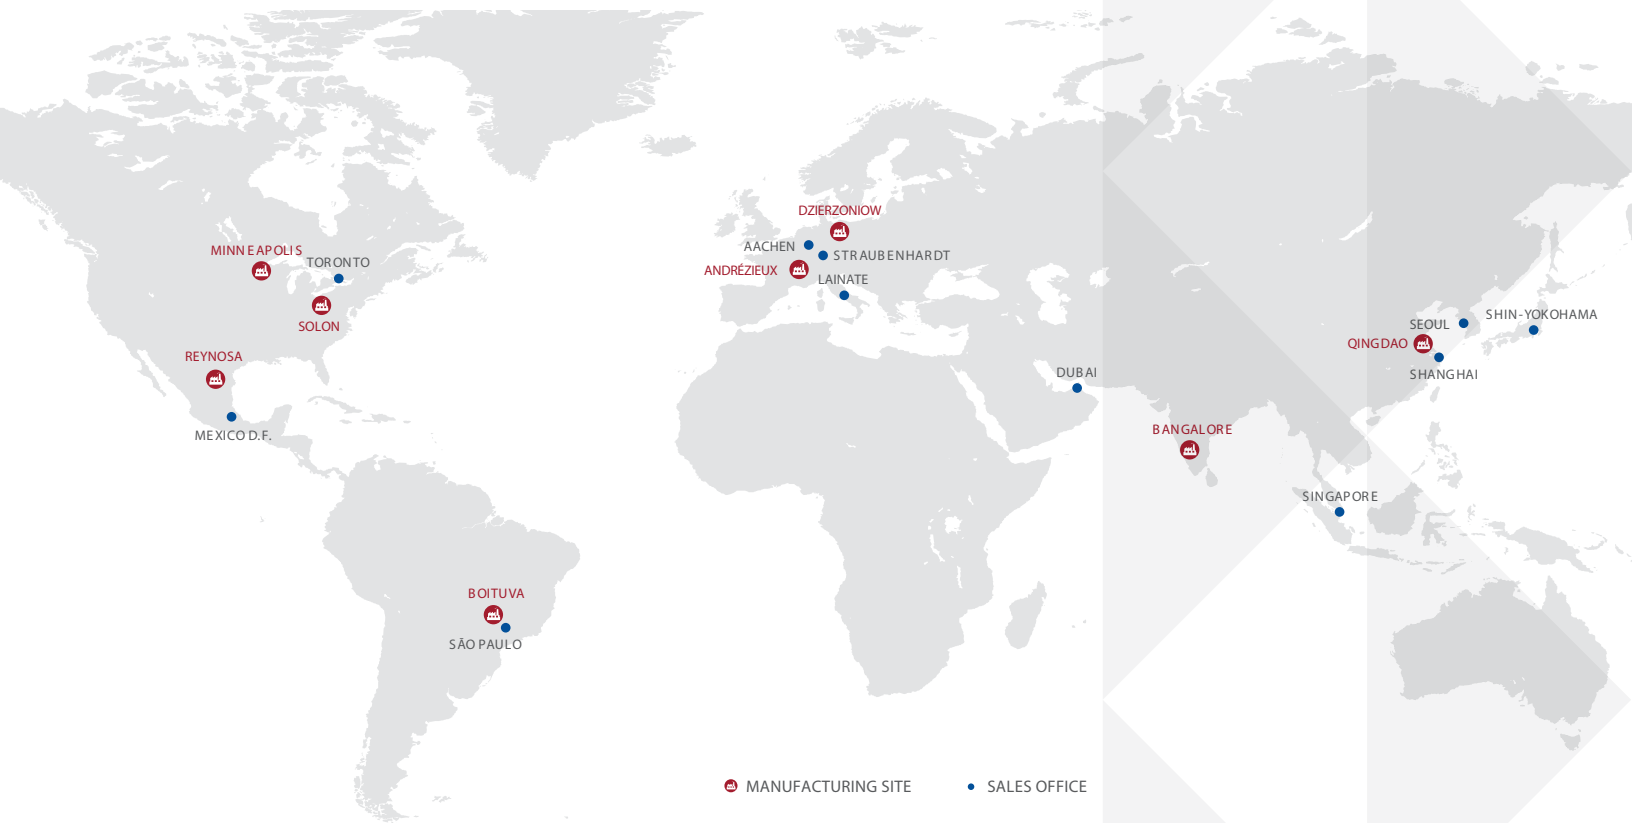 DZIERZONIOW
AACHEN
STRAUBENHARDT
MINNEAPOLIS
TORONTO
ANDRÉZIEUX
LAINATE
SOLON
SHIN-YOKOHAMA
SEOUL
QINGDAO
REYNOSA
DUBAI
SHANGHAI
MEXICO D.F.
BANGALORE
SINGAPORE
BOITUVA
SÃO PAULO
MANUFACTURING SITE
SALES OFFICE